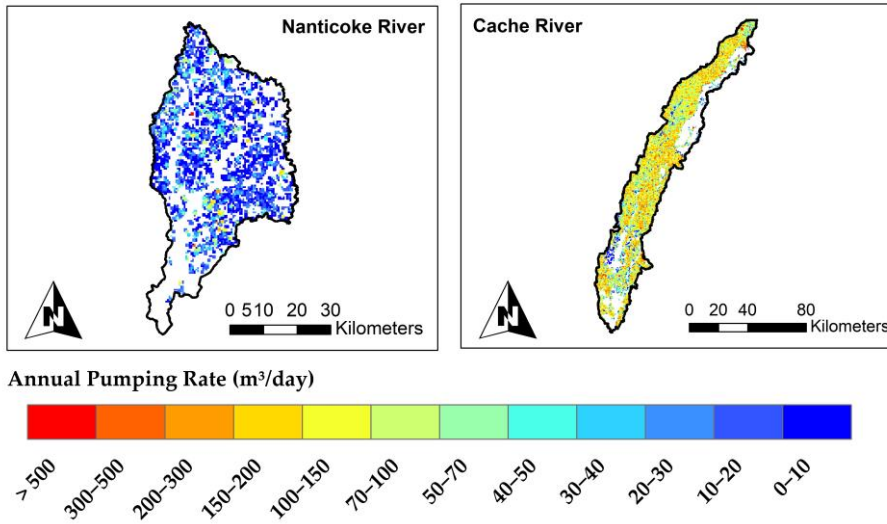 Nanticoke River
Cache River
N
0 510 20 30
Kilometers
N
0 20 40 80
Kilometers
Annual Pumping Rate (m³/day)
> 500
300–500
200–300
150–200
100–150
70–100
50–70
40–50
30–40
20–30
10–20
0–10